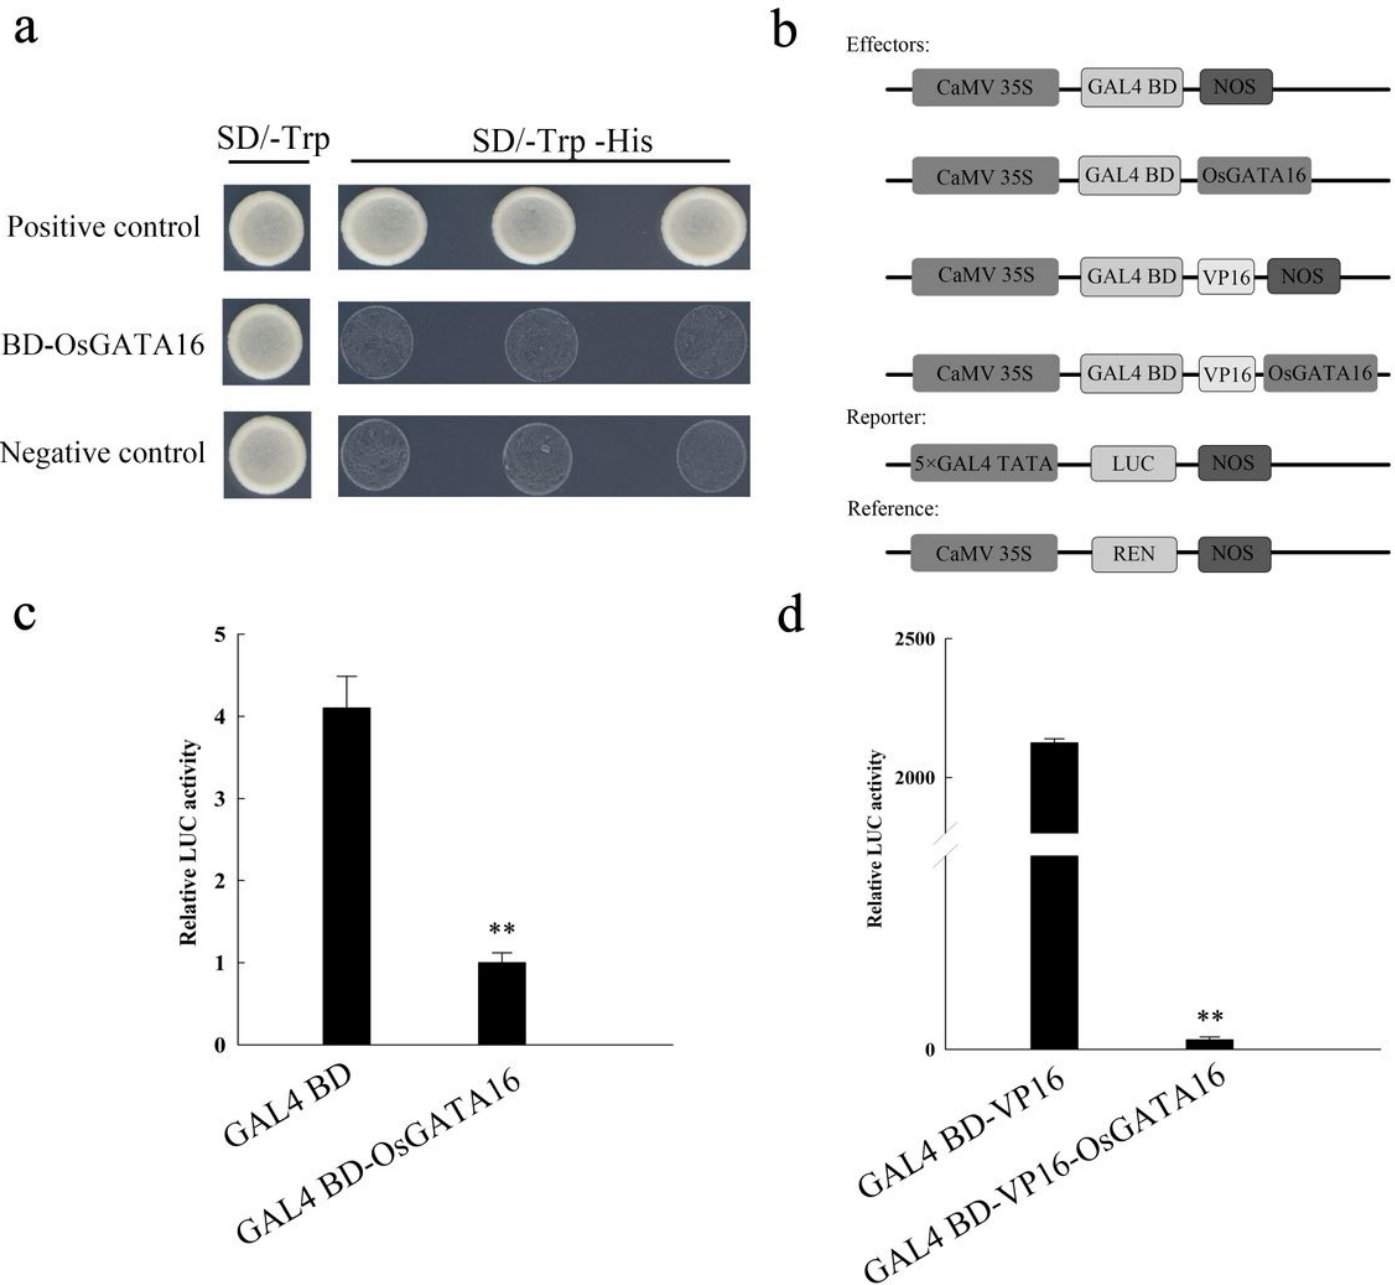 a
SD/-Trp
SD/-Trp -His
Positive control
BD-OsGATA16
Negative control
b
Effectors:
CaMV 35S GAL4 BD NOS
CaMV 35S GAL4 BD OsGATA16
CaMV 35S GAL4 BD VP16 NOS
CaMV 35S GAL4 BD VP16 OsGATA16
Reporter:
5×GAL4 TATA LUC NOS
Reference:
CaMV 35S REN NOS
c
Relative LUC activity
5
4
3
2
1
0
**
GAL4 BD
GAL4 BD-OsGATA16
d
Relative LUC activity
2500
2000
0
**
GAL4 BD-VP16
GAL4 BD-VP16-OsGATA16